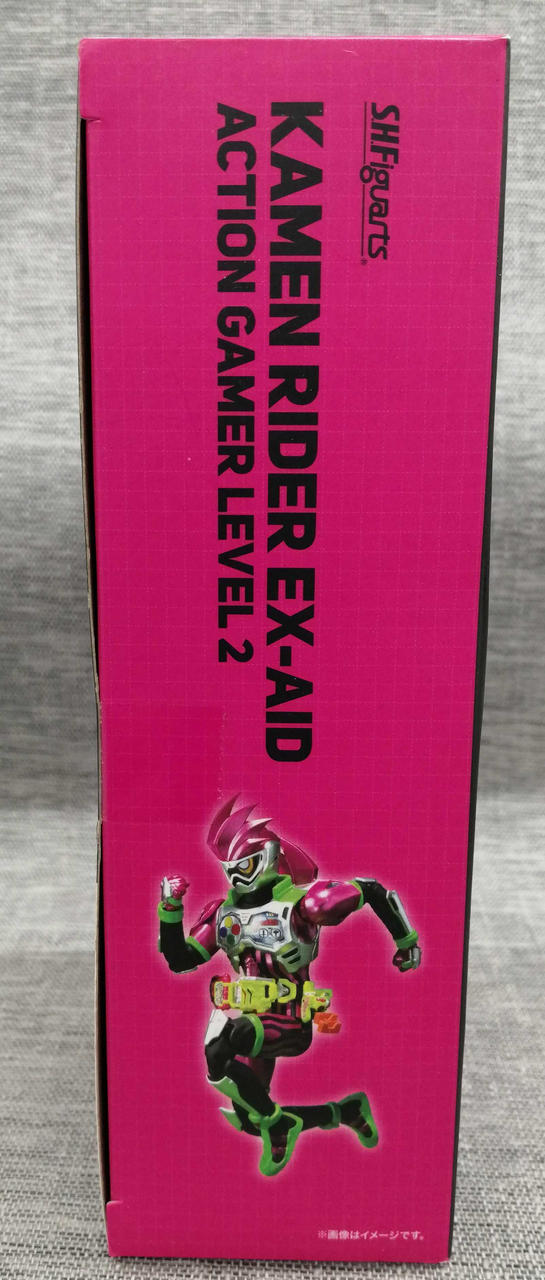 S.H.Figuarts®
KAMEN RIDER EX-AID
ACTION GAMER LEVEL 2
※画像はイメージです。